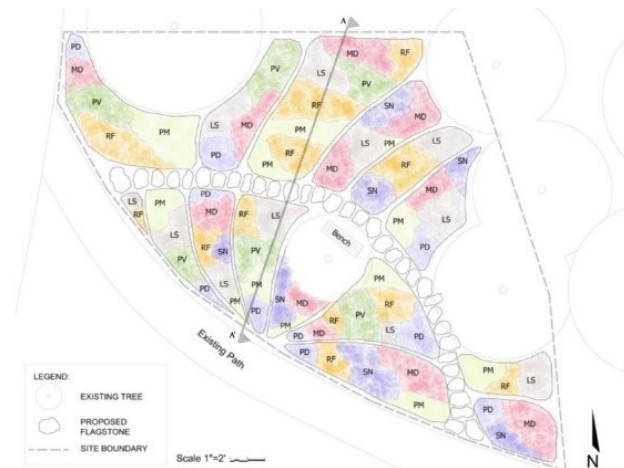 A'
PD
MD
PV
RF
PM
PV
LS
MD
PD
MD
RF
LS
PV
RF
PM
RF
PM
SN
MD
LS
PM
LS
RF
MD
SN
SN
MD
LS
PM
PD
LS
RF
PM
LS
PV
PD
PD
MD
RF
SN
LS
PD
RF
LS
PV
PM
PD
Bench
SN
MD
PM
PM
RF
PV
RF
LS
PD
MD
PD
PD
RF
SN
MD
PM
PM
RF
LS
PD
MD
SN
A'
Existing Path
LEGEND:
EXISTING TREE
PROPOSED
FLAGSTONE
SITE BOUNDARY
Scale 1"=2'
N